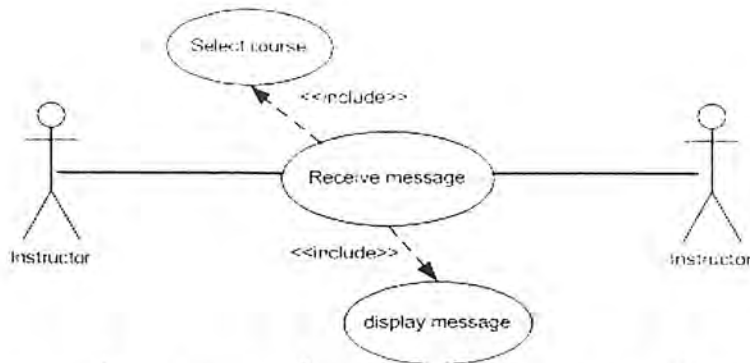 Select course
<<include>>
Receive message
Instructor
<<include>>
Instructor
display message